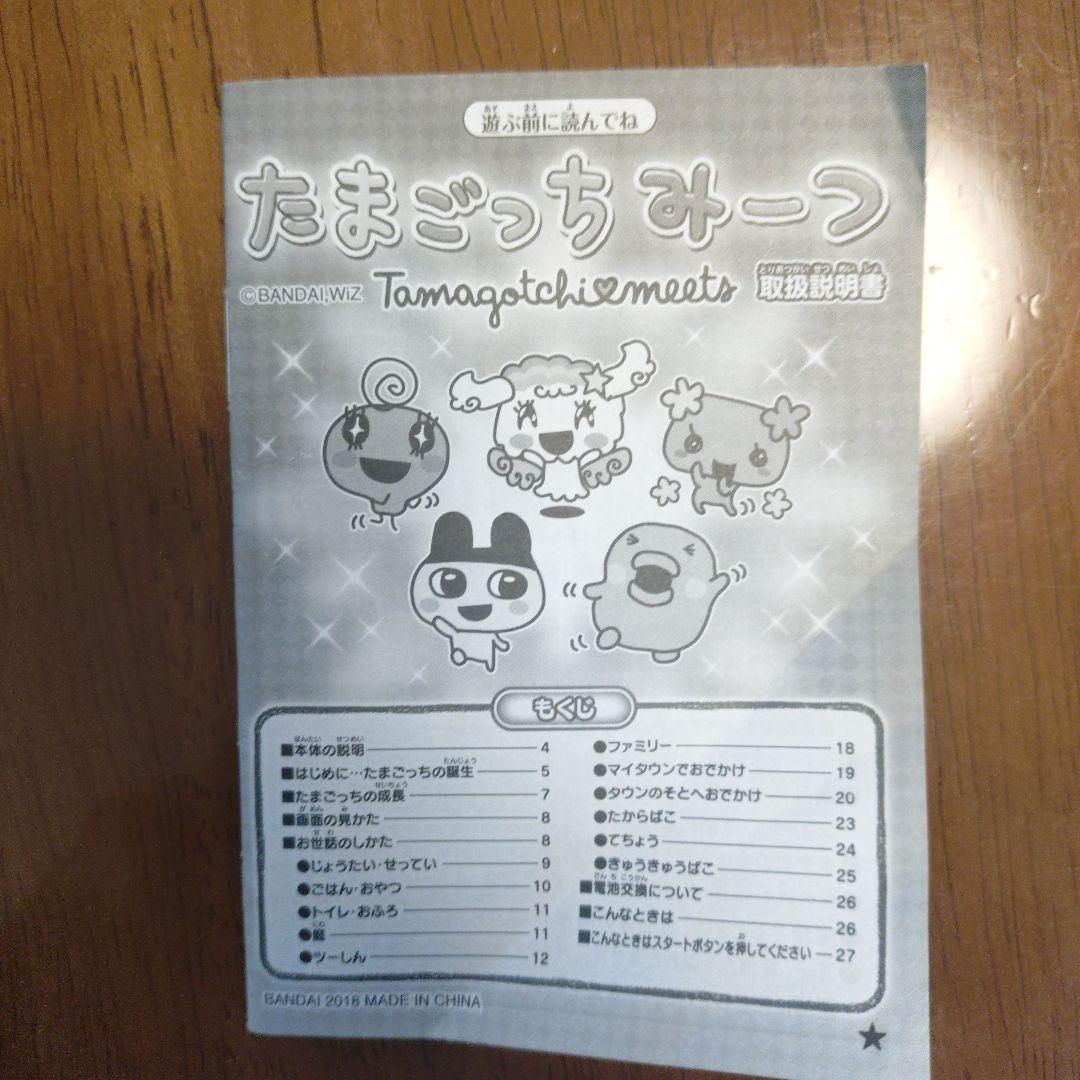 遊ぶ前に読んでね
たまごっちみーつ
©BANDAI,WiZ Tamagotchi♥meets 取扱説明書
もくじ
■本体の説明 4
■はじめに…たまごっちの誕生 5
■たまごっちの成長 7
■画面の見かた 8
■お世話のしかた 8
●じょうたい・せってい 9
●ごはん・おやつ 10
●トイレ・おふろ 11
●庭 11
●ツーしん 12
●ファミリー 18
●マイタウンでおでかけ 19
●タウンのそとへおでかけ 20
●たからばこ 23
●てちょう 24
●きゅうきゅうばこ 25
■電池交換について 26
■こんなときは 26
■こんなときはスタートボタンを押してください 27
BANDAI 2018 MADE IN CHINA
★